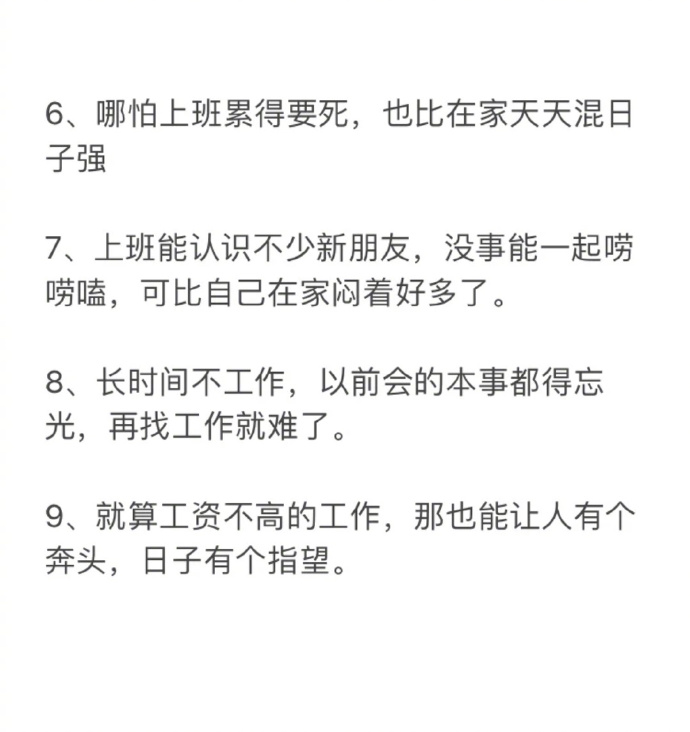 6、哪怕上班累得要死，也比在家天天混日
子强
7、上班能认识不少新朋友，没事能一起唠
唠嗑，可比自己在家闷着好多了。
8、长时间不工作，以前会的本事都得忘
光，再找工作就难了。
9、就算工资不高的工作，那也能让人有个
奔头，日子有个指望。